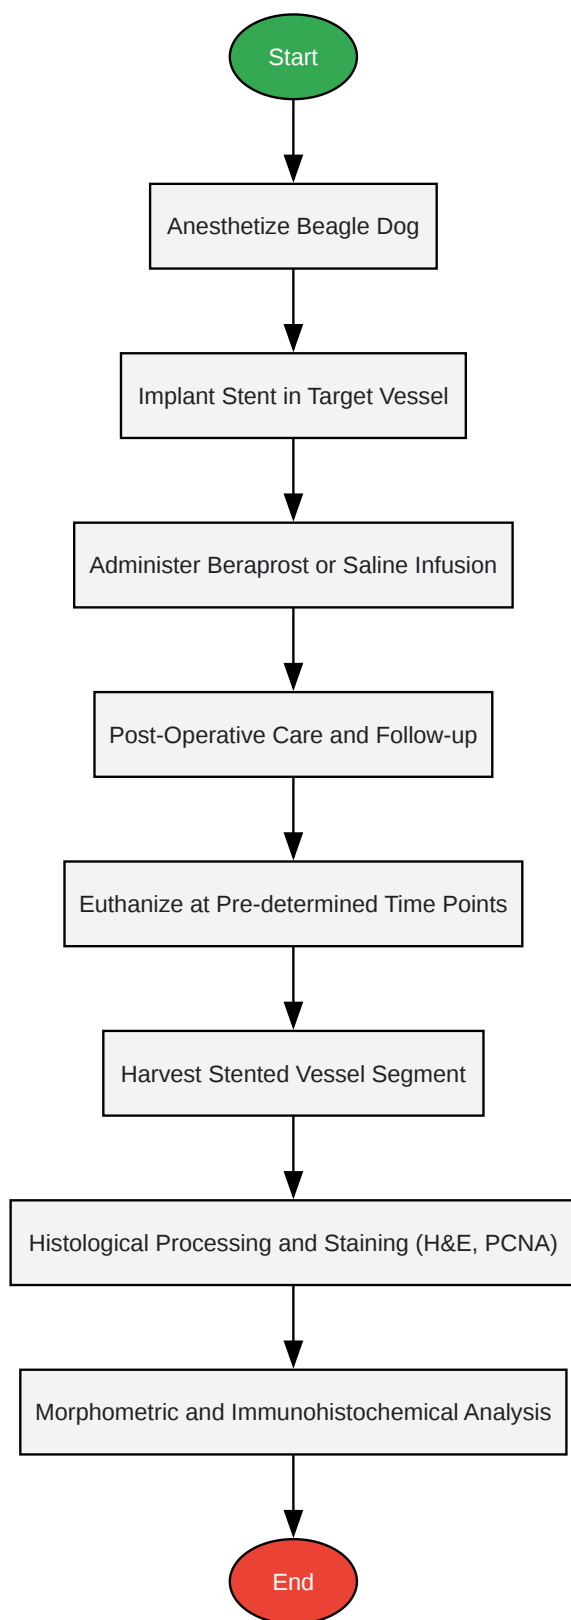 Start
Anesthetize Beagle Dog
Implant Stent in Target Vessel
Administer Beraprost or Saline Infusion
Post-Operative Care and Follow-up
Euthanize at Pre-determined Time Points
Harvest Stented Vessel Segment
Histological Processing and Staining (H&E, PCNA)
Morphometric and Immunohistochemical Analysis
End